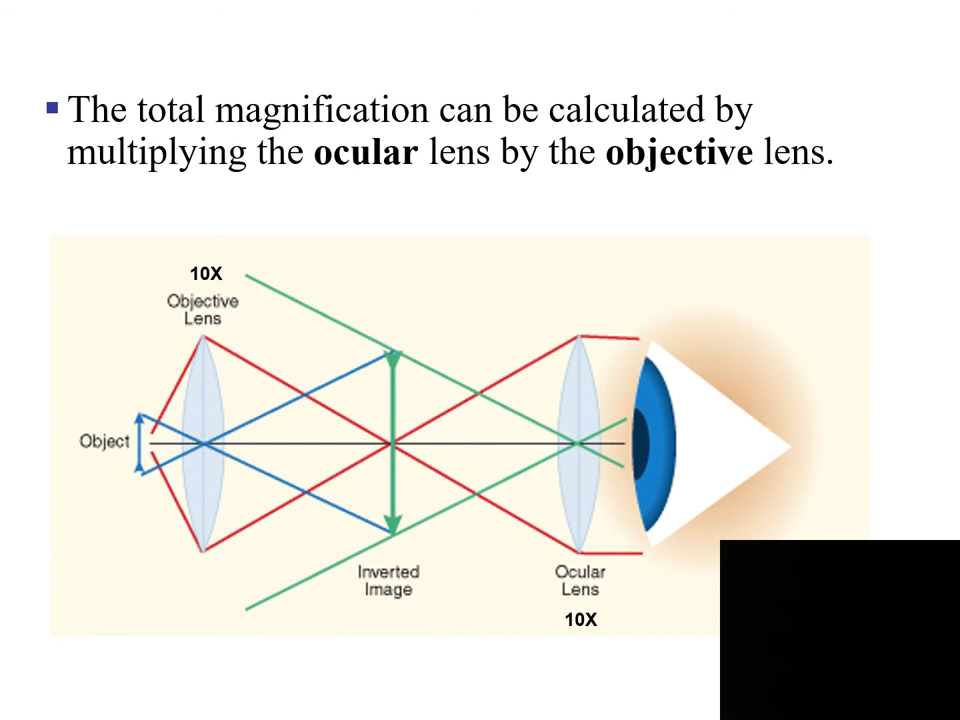 The total magnification can be calculated by
multiplying the ocular lens by the objective lens.
10X
Objective
Lens
Object
Inverted
Image
Ocular
Lens
10X